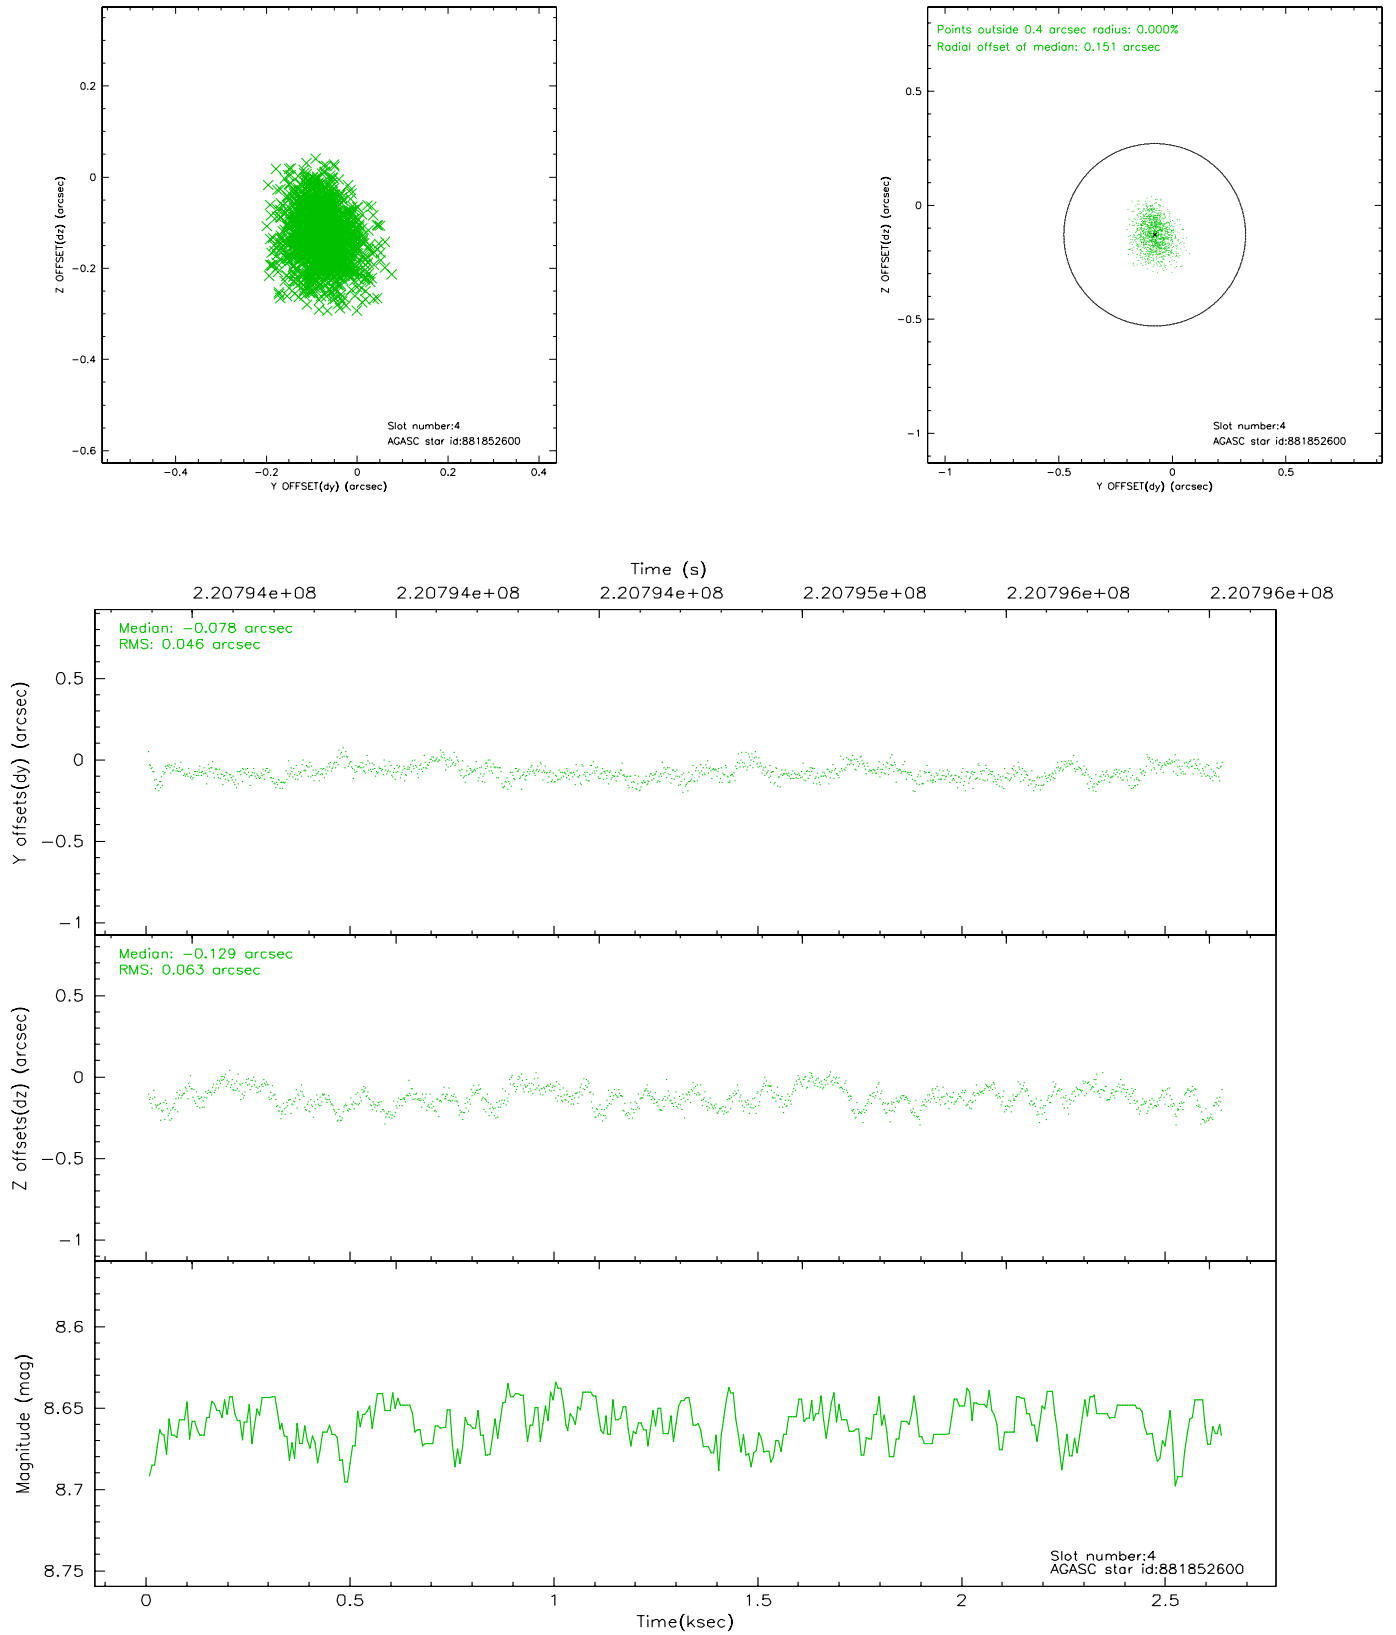 0.2
0
−0.2
−0.4
−0.6
Z OFFSET(dz) (arcsec)
Slot number:4
AGASC star id:881852600
−0.4
−0.2
0
0.2
0.4
Y OFFSET(dy) (arcsec)
Points outside 0.4 arcsec radius: 0.000%
Radial offset of median: 0.151 arcsec
0.5
0
−0.5
−1
Z OFFSET(dz) (arcsec)
Slot number:4
AGASC star id:881852600
−1
−0.5
0
0.5
Y OFFSET(dy) (arcsec)
Time (s)
2.20794e+08
2.20794e+08
2.20794e+08
2.20795e+08
2.20796e+08
2.20796e+08
Median: −0.078 arcsec
RMS: 0.046 arcsec
0.5
0
−0.5
−1
Y offsets(dy) (arcsec)
Median: −0.129 arcsec
RMS: 0.063 arcsec
0.5
0
−0.5
−1
Z offsets(dz) (arcsec)
8.6
8.65
8.7
8.75
Magnitude (mag)
Slot number:4
AGASC star id:881852600
0
0.5
1
1.5
2
2.5
Time(ksec)